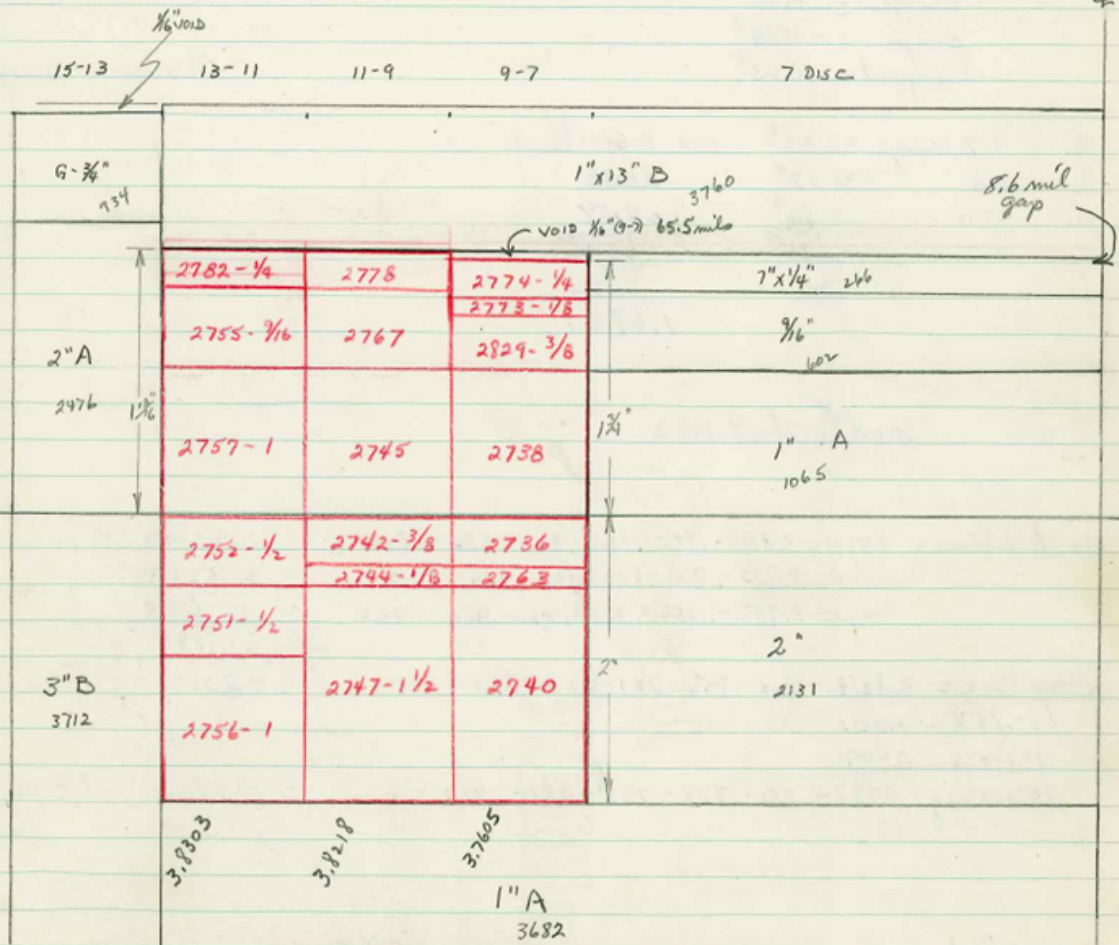 1/16" VOID
15-13 13-11 11-9 9-7 7 DISC
G-3/4"
934
1" x 13" B
3760
8.6 mil
gap
VOID 1/16" (9-7) 65.5 mils
2782-1/4 2778 2774-1/4 7" x 1/4" 266
2773-1/8
2755-9/16 2767 9/16"
2829-3/8 602
2" A
2476 1 13/16" 1 3/4"
2757-1 2745 2738 1" A
1065
2752-1/2 2742-3/8 2736
2744-1/8 2763
2751-1/2
2"
3" B 2747-1 1/2 2740 2" 2131
3712
2756-1
3.8303 3.8218 3.7605
1" A
3682